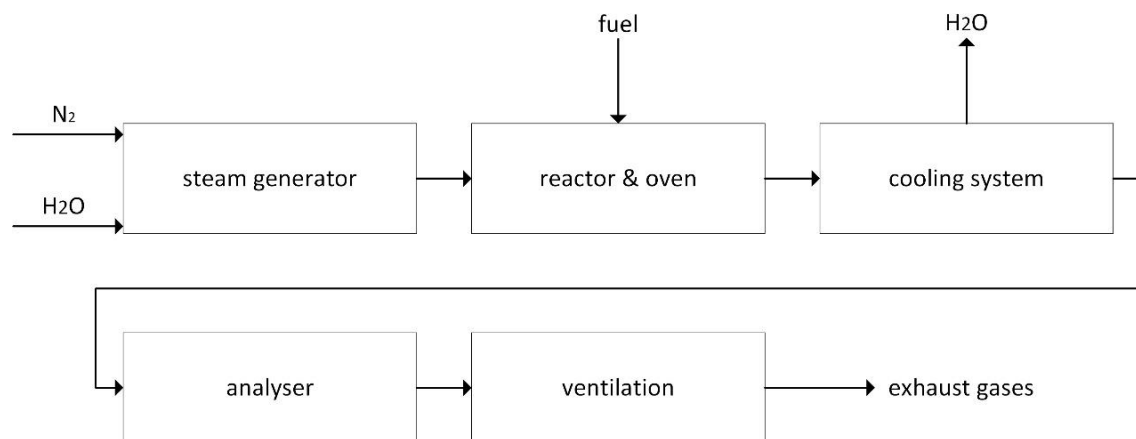 fuel
H2O
N2
steam generator
reactor & oven
cooling system
H2O
analyser
ventilation
exhaust gases